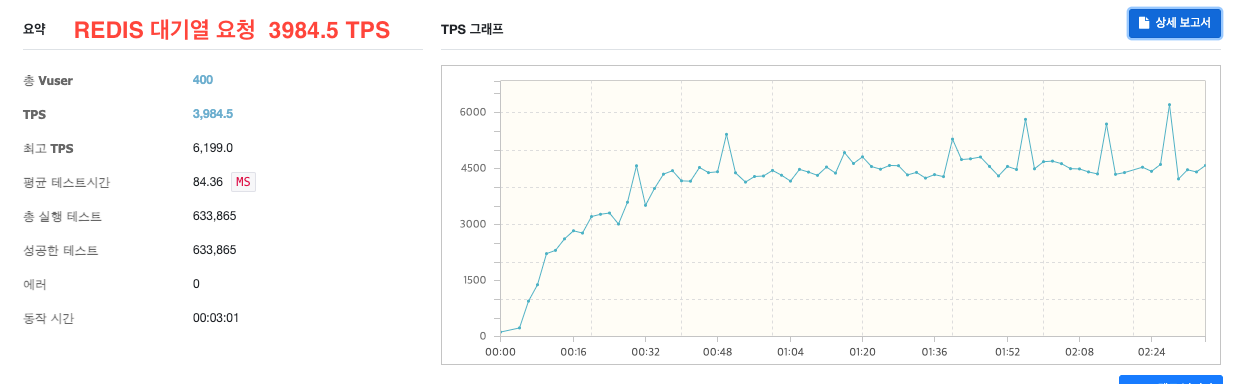 요약
REDIS 대기열 요청 3984.5 TPS
총 Vuser 400
TPS 3,984.5
최고 TPS 6,199.0
평균 테스트시간 84.36 MS
총 실행 테스트 633,865
성공한 테스트 633,865
에러 0
동작 시간 00:03:01
TPS 그래프
상세 보고서
6000
4500
3000
1500
0
00:00 00:16 00:32 00:48 01:04 01:20 01:36 01:52 02:08 02:24